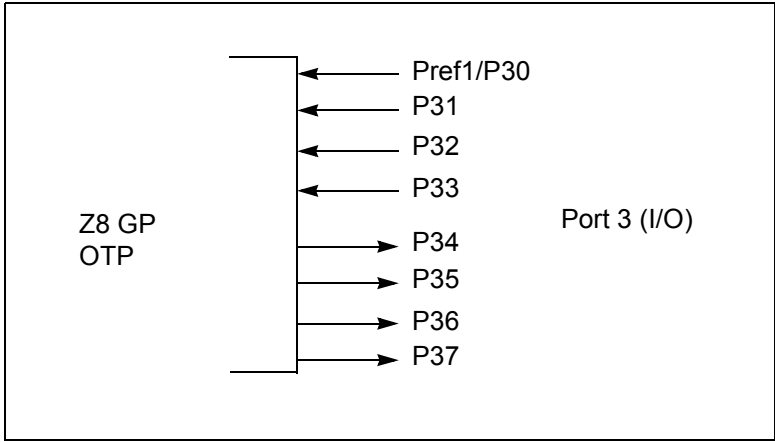 Pref1/P30
P31
P32
P33
P34
P35
P36
P37
Z8 GP
OTP
Port 3 (I/O)